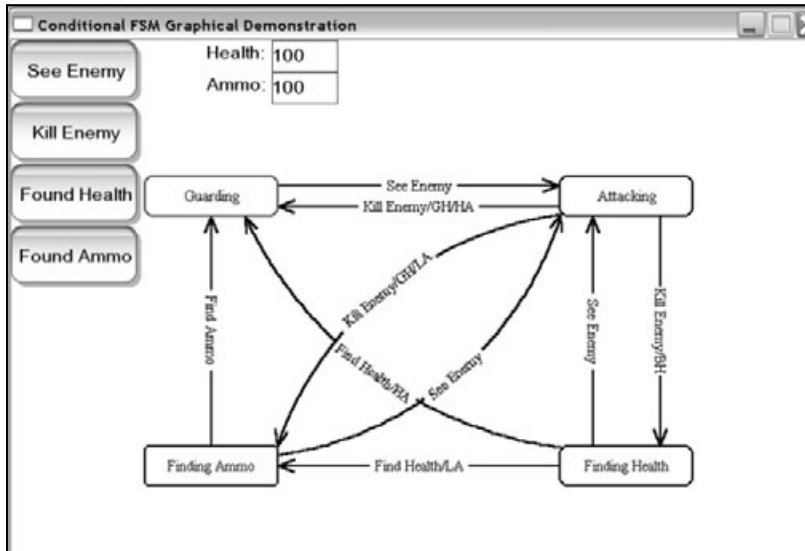 Conditional FSM Graphical Demonstration
See Enemy
Health: 100
Ammo: 100
Kill Enemy
Found Health
Found Ammo
Guarding
See Enemy
Attacking
Kill Enemy/GH/HA
Kill Enemy/GH/LA
Find Ammo
Find Health/HA
See Enemy
See Enemy
Kill Enemy/BH
Finding Ammo
Find Health/LA
Finding Health